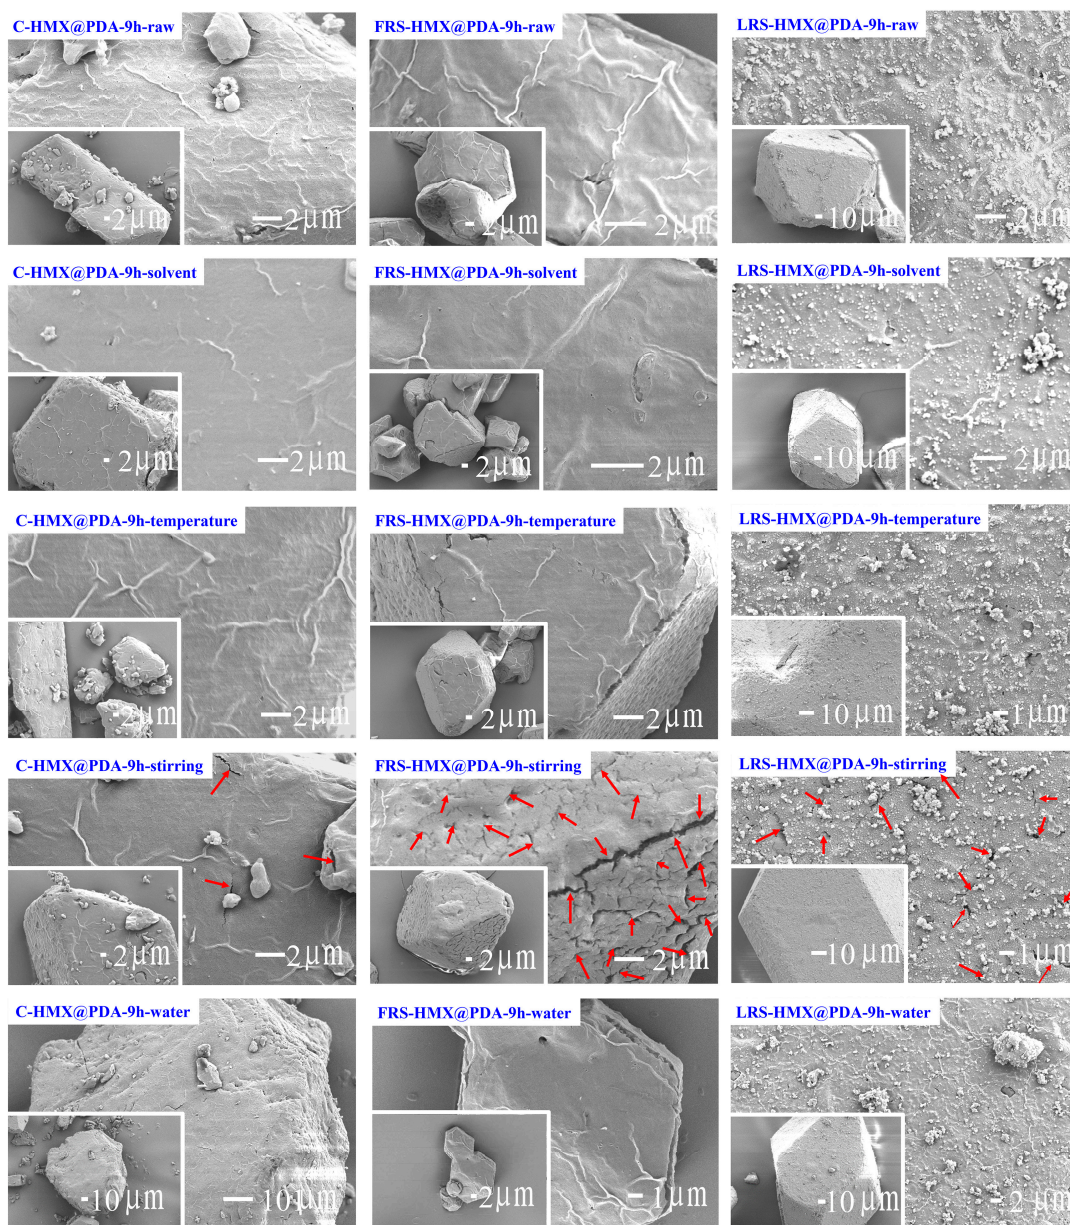 C-HMX@PDA-9h-raw
2μm
2μm
FRS-HMX@PDA-9h-raw
2μm
2μm
LRS-HMX@PDA-9h-raw
10μm
2μm
C-HMX@PDA-9h-solvent
2μm
2μm
FRS-HMX@PDA-9h-solvent
2μm
2μm
LRS-HMX@PDA-9h-solvent
10μm
2μm
C-HMX@PDA-9h-temperature
2μm
2μm
FRS-HMX@PDA-9h-temperature
2μm
2μm
LRS-HMX@PDA-9h-temperature
10μm
1μm
C-HMX@PDA-9h-stirring
2μm
2μm
FRS-HMX@PDA-9h-stirring
2μm
2μm
LRS-HMX@PDA-9h-stirring
10μm
1μm
C-HMX@PDA-9h-water
10μm
10μm
FRS-HMX@PDA-9h-water
2μm
1μm
LRS-HMX@PDA-9h-water
10μm
2μm